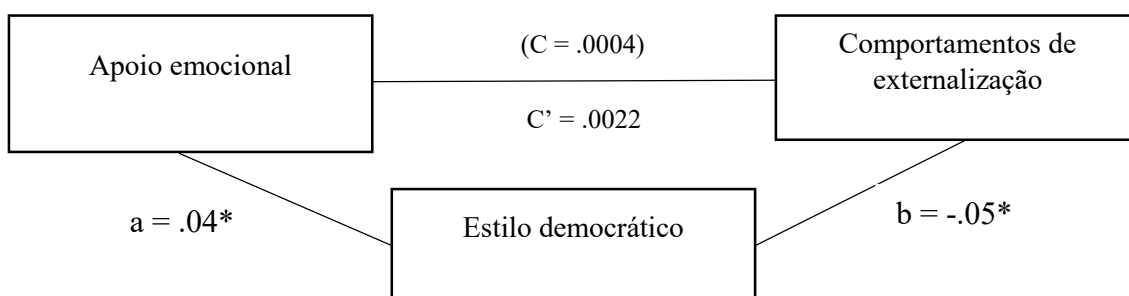 Apoio emocional
(C = .0004)
C’ = .0022
Comportamentos de
externalização
a = .04*
Estilo democrático
b = -.05*